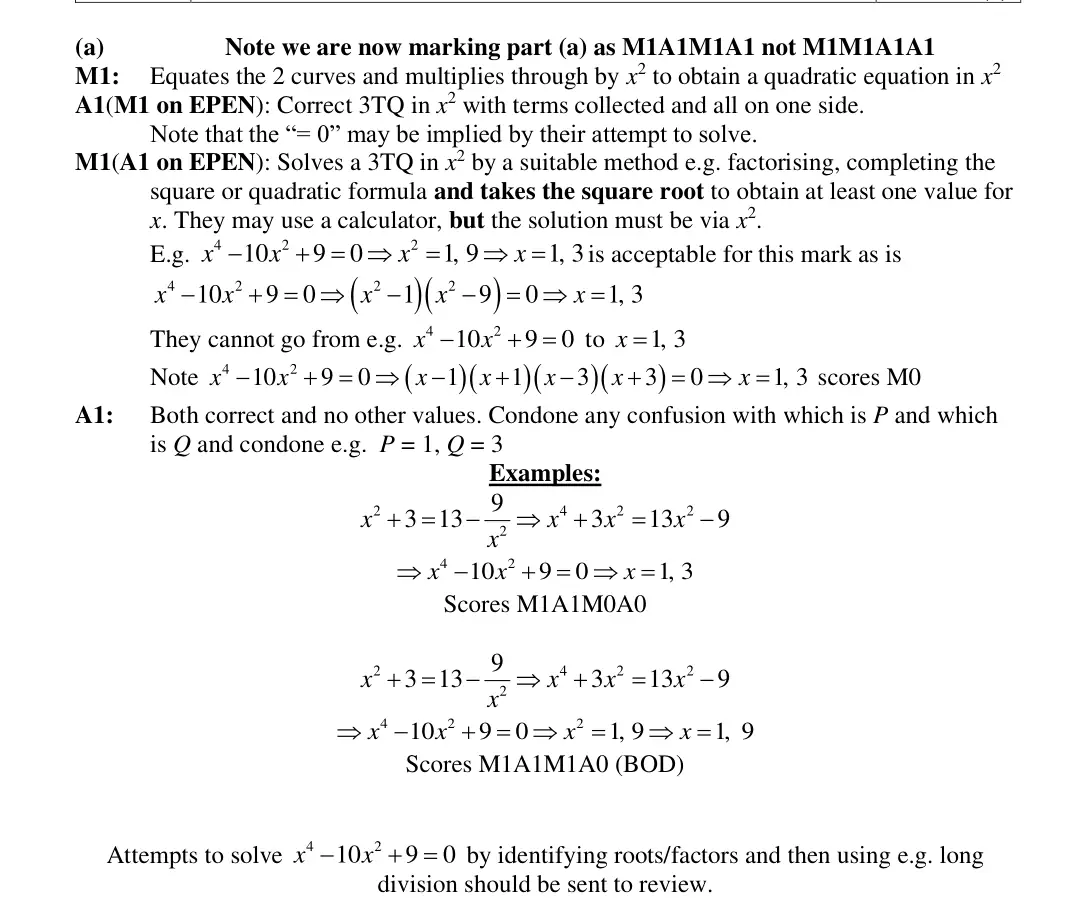 (a) Note we are now marking part (a) as M1A1M1A1 not M1M1A1A1
M1: Equates the 2 curves and multiplies through by x² to obtain a quadratic equation in x²
A1(M1 on EPEN): Correct 3TQ in x² with terms collected and all on one side.
Note that the “= 0” may be implied by their attempt to solve.
M1(A1 on EPEN): Solves a 3TQ in x² by a suitable method e.g. factorising, completing the
square or quadratic formula and takes the square root to obtain at least one value for
x. They may use a calculator, but the solution must be via x².
E.g. x⁴ −10x² +9 = 0 ⇒ x² = 1, 9 ⇒ x = 1, 3 is acceptable for this mark as is
x⁴ −10x² +9 = 0 ⇒ (x² −1)(x² −9) = 0 ⇒ x = 1, 3
They cannot go from e.g. x⁴ −10x² +9 = 0 to x = 1, 3
Note x⁴ −10x² +9 = 0 ⇒ (x−1)(x+1)(x−3)(x+3) = 0 ⇒ x = 1, 3 scores M0
A1: Both correct and no other values. Condone any confusion with which is P and which
is Q and condone e.g. P = 1, Q = 3
Examples:
x² +3 = 13 − 9/x² ⇒ x⁴ +3x² = 13x² −9
⇒ x⁴ −10x² +9 = 0 ⇒ x = 1, 3
Scores M1A1M0A0
x² +3 = 13 − 9/x² ⇒ x⁴ +3x² = 13x² −9
⇒ x⁴ −10x² +9 = 0 ⇒ x² = 1, 9 ⇒ x = 1, 9
Scores M1A1M1A0 (BOD)
Attempts to solve x⁴ −10x² +9 = 0 by identifying roots/factors and then using e.g. long
division should be sent to review.